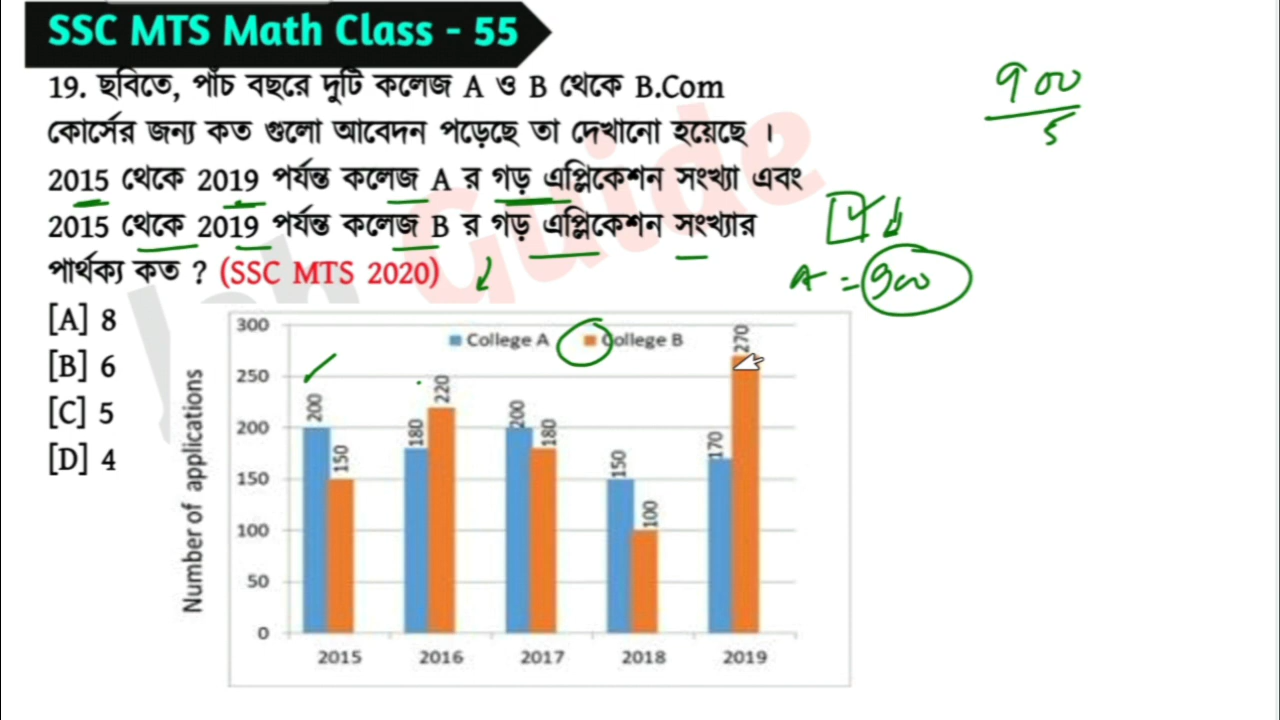 SSC MTS Math Class - 55
19. ছবিতে, পাঁচ বছরে দুটি কলেজ A ও B থেকে B.Com
কোর্সের জন্য কত গুলো আবেদন পড়েছে তা দেখানো হয়েছে ।
2015 থেকে 2019 পর্যন্ত কলেজ A র গড় এপ্লিকেশন সংখ্যা এবং
2015 থেকে 2019 পর্যন্ত কলেজ B র গড় এপ্লিকেশন সংখ্যার
পার্থক্য কত ? (SSC MTS 2020)
[A] 8
[B] 6
[C] 5
[D] 4
900
5
A = 900
Job Guide
College A College B
Number of applications
300
250
200
150
100
50
0
200 150 180 220 200 180 150 100 170 270
2015 2016 2017 2018 2019